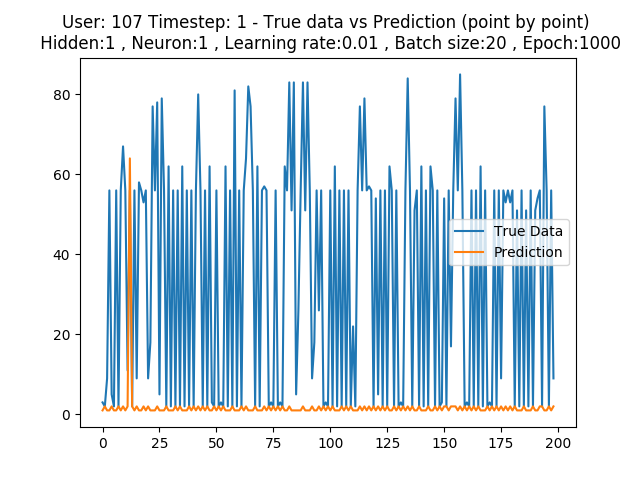 User: 107 Timestep: 1 - True data vs Prediction (point by point)
Hidden:1 , Neuron:1 , Learning rate:0.01 , Batch size:20 , Epoch:1000
80
60
40
20
0
True Data
Prediction
0 25 50 75 100 125 150 175 200